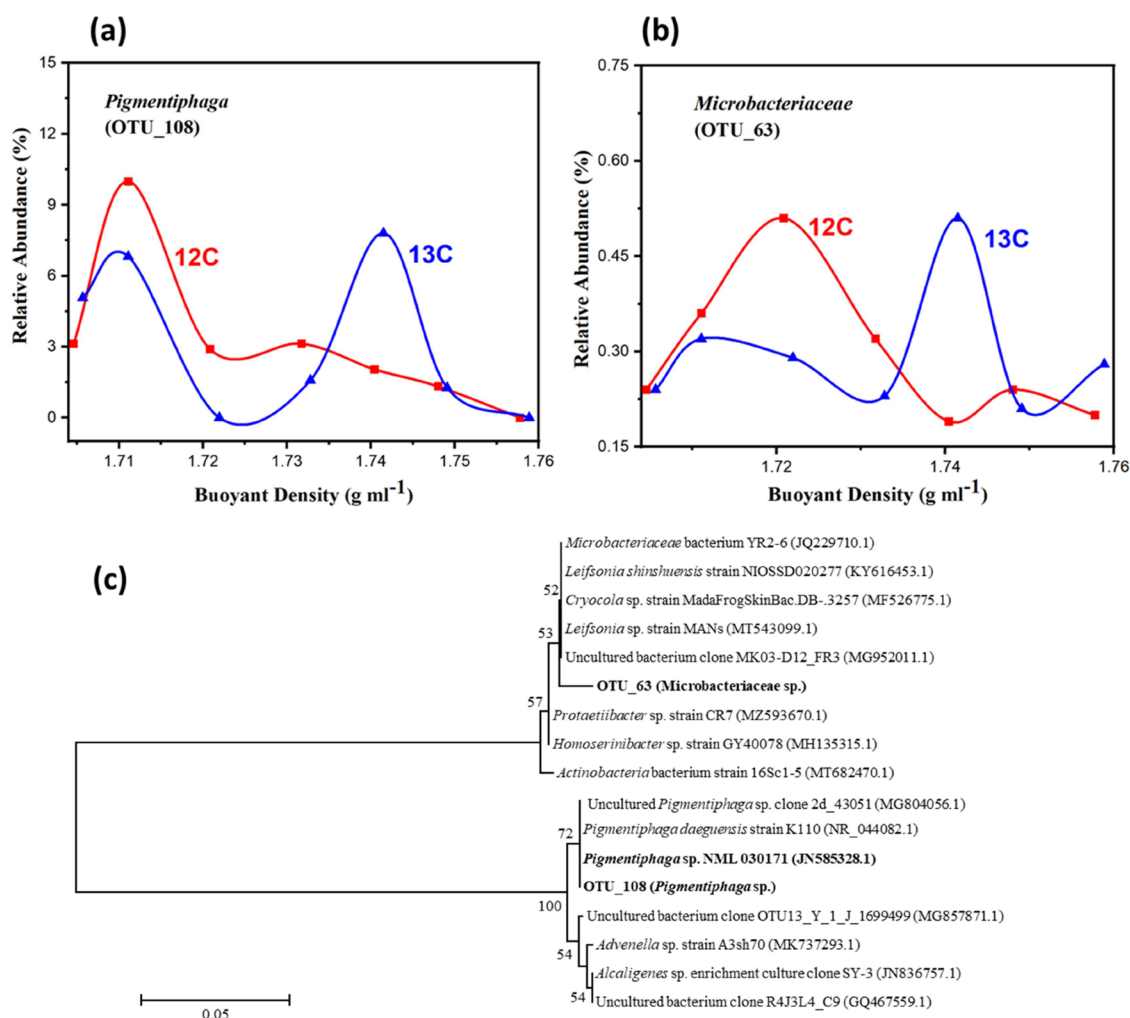 (a)
(b)
Pigmentiphaga
(OTU_108)
12C
13C
15
12
9
6
3
0
Relative Abundance (%)
1.71
1.72
1.73
1.74
1.75
1.76
Buoyant Density (g ml-1)
Microbacteriaceae
(OTU_63)
12C
13C
0.75
0.60
0.45
0.30
0.15
Relative Abundance (%)
1.72
1.74
1.76
Buoyant Density (g ml-1)
(c)
Microbacteriaceae bacterium YR2-6 (JQ229710.1)
Leifsonia shinshuensis strain NIOSSD020277 (KY616453.1)
52
Cryocola sp. strain MadaFrogSkinBac.DB-.3257 (MF526775.1)
Leifsonia sp. strain MANs (MT543099.1)
53
Uncultured bacterium clone MK03-D12_FR3 (MG952011.1)
OTU_63 (Microbacteriaceae sp.)
57
Protaetiibacter sp. strain CR7 (MZ593670.1)
Homoserinibacter sp. strain GY40078 (MH135315.1)
Actinobacteria bacterium strain 16Sc1-5 (MT682470.1)
Uncultured Pigmentiphaga sp. clone 2d_43051 (MG804056.1)
72
Pigmentiphaga daeguensis strain K110 (NR_044082.1)
Pigmentiphaga sp. NML 030171 (JN585328.1)
OTU_108 (Pigmentiphaga sp.)
100
Uncultured bacterium clone OTU13_Y_1_J_1699499 (MG857871.1)
Advenella sp. strain A3sh70 (MK737293.1)
54
Alcaligenes sp. enrichment culture clone SY-3 (JN836757.1)
54
Uncultured bacterium clone R4J3L4_C9 (GQ467559.1)
0.05